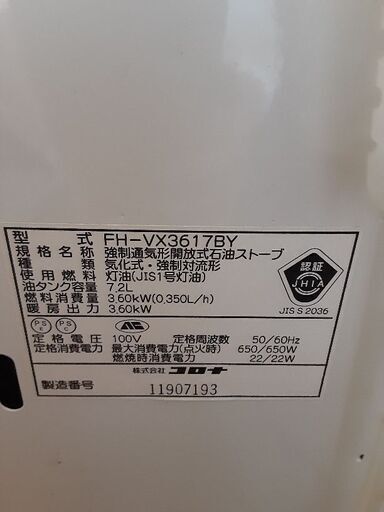 型式 FH-VX3617BY
規格名称 強制通気形開放式石油ストーブ
種類 気化式・強制対流形
使用燃料 灯油(JIS1号灯油)
油タンク容量 7.2L
燃料消費量 3.60kW(0.350L/h)
暖房出力 3.60kW
認証
JHIA
JIS S 2036
PS C PS C
定格電圧 100V 定格周波数 50/60Hz
定格消費電力 最大消費電力(点火時) 650/650W
燃焼時消費電力 22/22W
株式会社 コロナ
製造番号 11907193